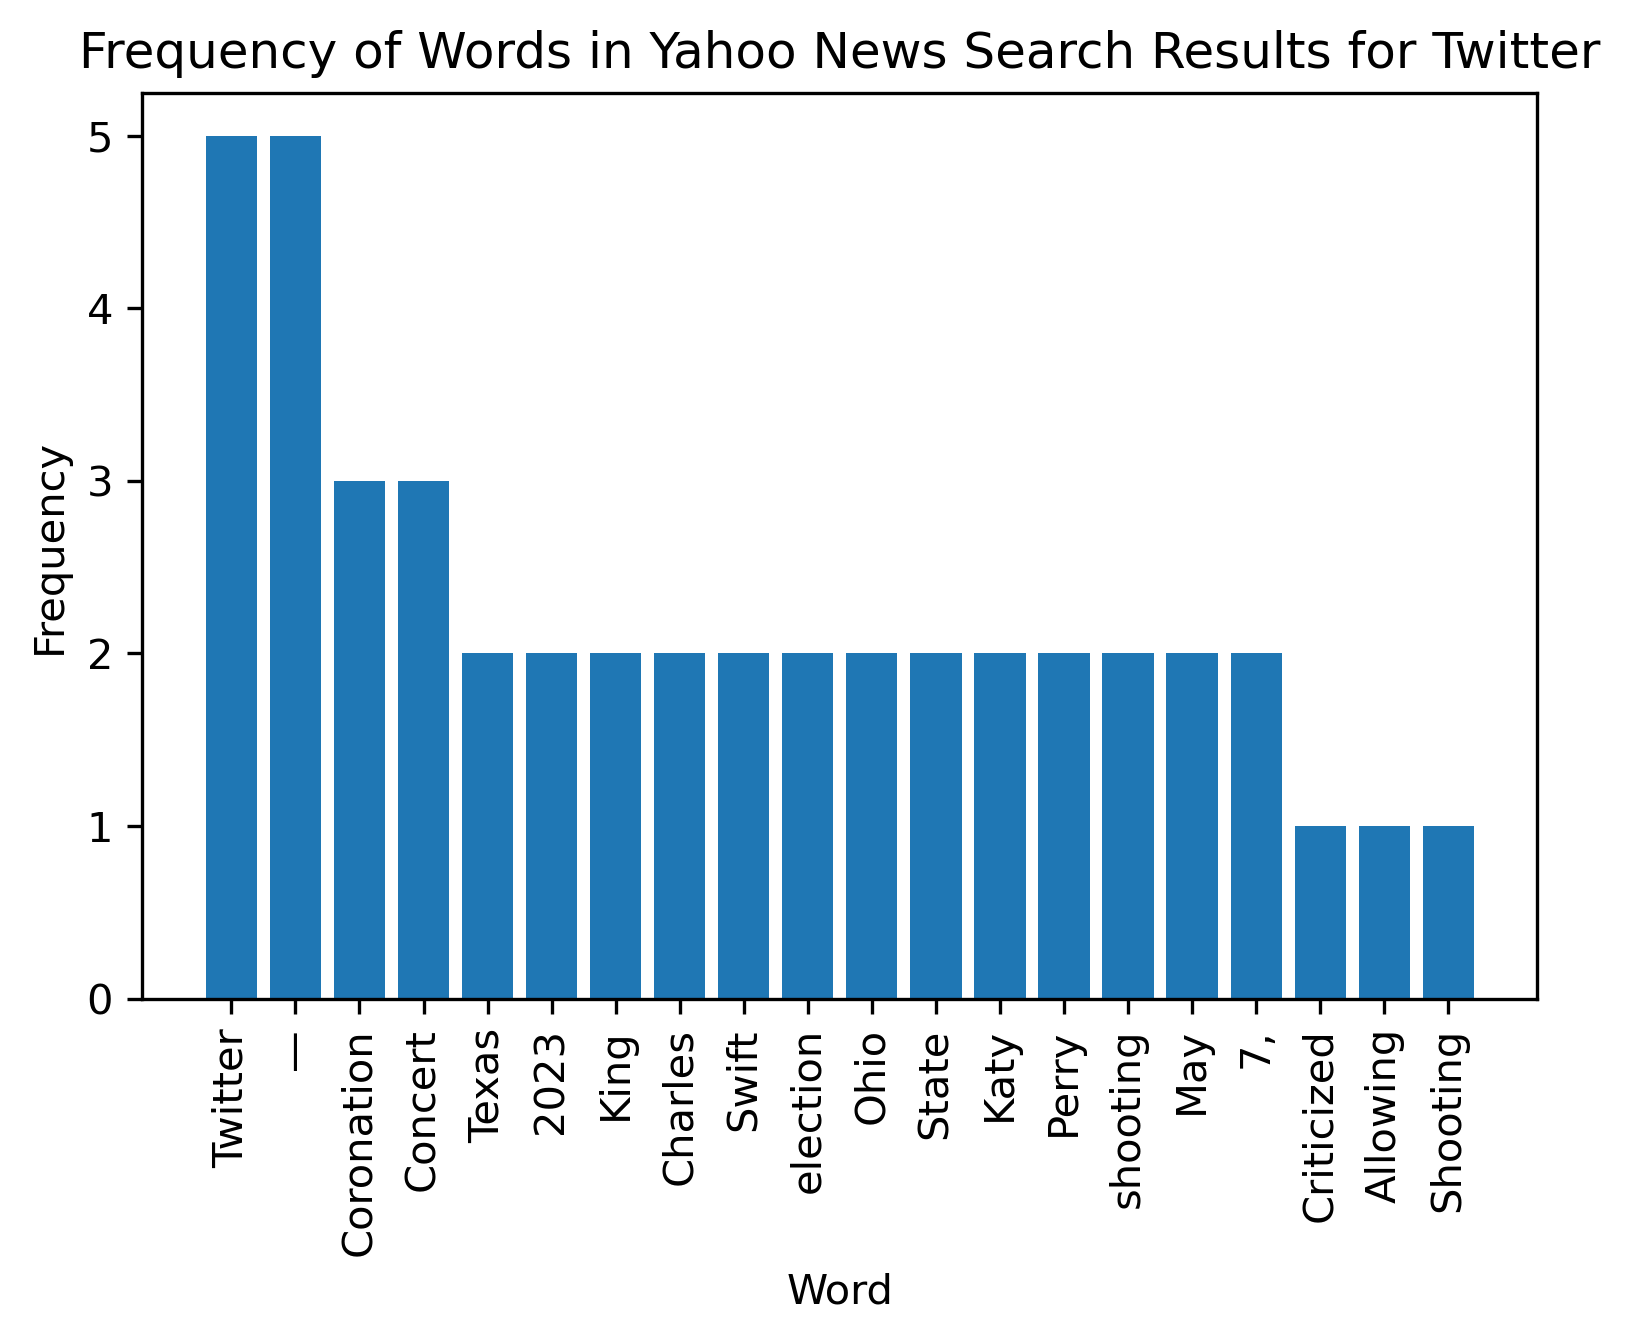 Frequency of Words in Yahoo News Search Results for Twitter
Frequency
5
4
3
2
1
0
Twitter
—
Coronation
Concert
Texas
2023
King
Charles
Swift
election
Ohio
State
Katy
Perry
shooting
May
7,
Criticized
Allowing
Shooting
Word